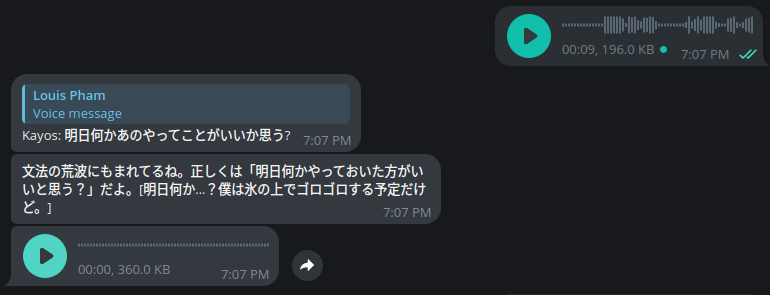 00:09, 196.0 KB
7:07 PM
Louis Pham
Voice message
Kayos: 明日何かあのやってことがいいか思う?
7:07 PM
文法の荒波にもまれてるね。正しくは「明日何かやっておいた方がい
いと思う？」だよ。[明日何か...？僕は氷の上でゴロゴロする予定だけ
ど。]
7:07 PM
00:00, 360.0 KB
7:07 PM